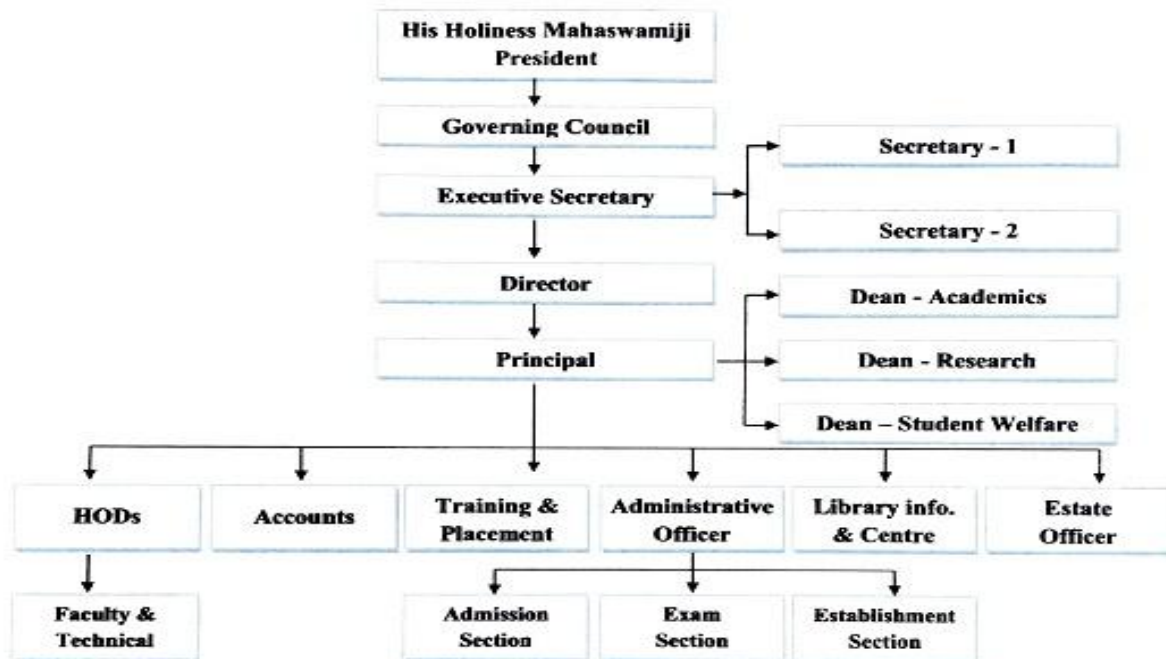 His Holiness Mahaswamiji
President
Governing Council
Secretary - 1
Executive Secretary
Secretary - 2
Director
Dean - Academics
Principal
Dean - Research
Dean – Student Welfare
HODs
Accounts
Training &
Placement
Administrative
Officer
Library info.
& Centre
Estate
Officer
Faculty &
Technical
Admission
Section
Exam
Section
Establishment
Section